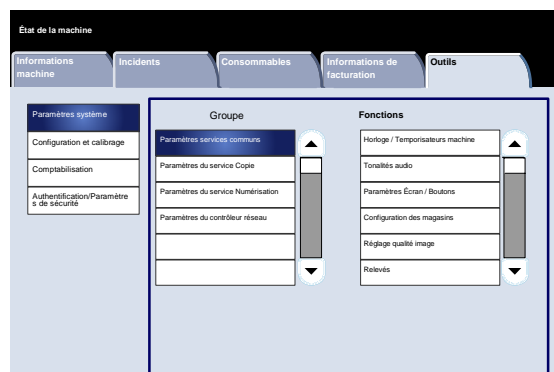 État de la machine
Informations machine
Incidents
Consommables
Informations de facturation
Outils
Paramètres système
Configuration et calibrage
Comptabilisation
Authentification/Paramètre
s de sécurité
Groupe
Paramètres services communs
Paramètres du service Copie
Paramètres du service Numérisation
Paramètres du contrôleur réseau
Fonctions
Horloge / Temporisateurs machine
Tonalités audio
Paramètres Écran / Boutons
Configuration des magasins
Réglage qualité image
Relevés